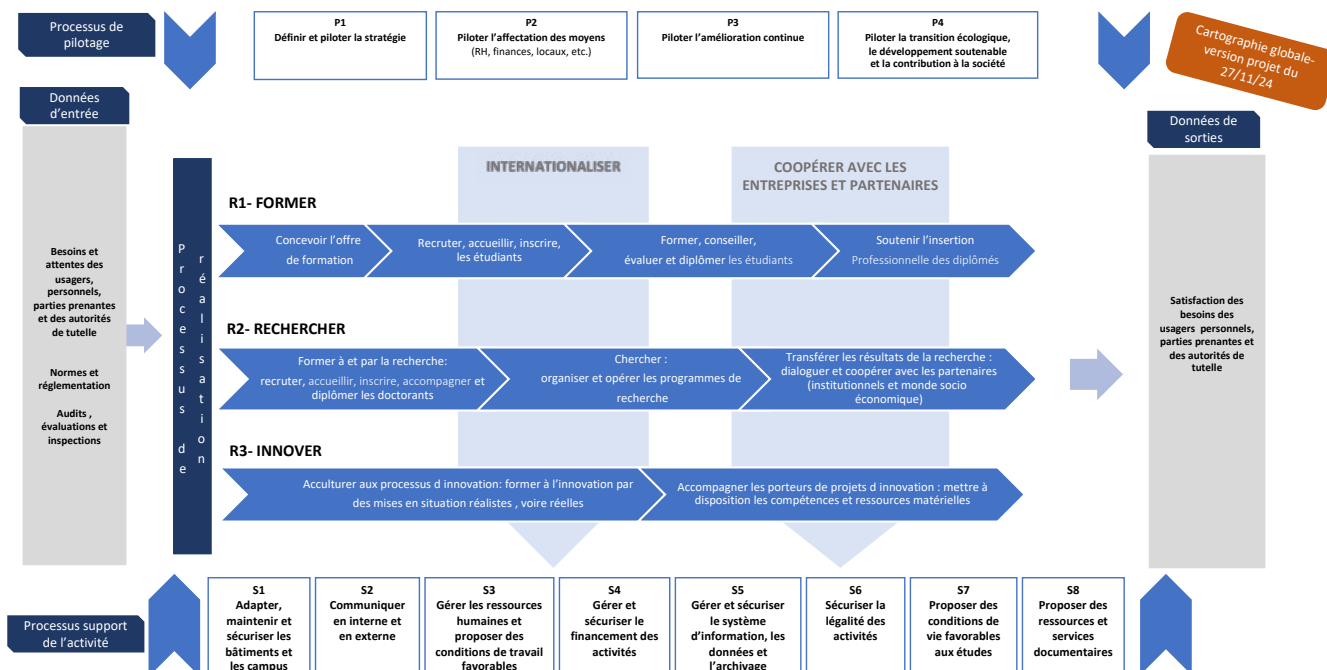 Processus de
pilotage
P1
Définir et piloter la stratégie
P2
Piloter l'affectation des moyens
(RH, finances, locaux, etc.)
P3
Piloter l'amélioration continue
P4
Piloter la transition écologique,
le développement soutenable
et la contribution à la société
Cartographie globale-
version projet du
27/11/24
Données
d'entrée
Données de
sorties
Besoins et
attentes des
usagers,
personnels,
parties prenantes
et des autorités
de tutelle
Normes et
réglementation
Audits ,
évaluations et
inspections
Processus de
réalisation
INTERNATIONALISER
COOPÉRER AVEC LES
ENTREPRISES ET PARTENAIRES
R1- FORMER
Concevoir l'offre
de formation
Recruter, accueillir, inscrire,
les étudiants
Former, conseiller,
évaluer et diplômer les étudiants
Soutenir l'insertion
Professionnelle des diplômés
R2- RECHERCHER
Former à et par la recherche:
recruter, accueillir, inscrire, accompagner et
diplômer les doctorants
Chercher :
organiser et opérer les programmes de
recherche
Transférer les résultats de la recherche :
dialoguer et coopérer avec les partenaires
(institutionnels et monde socio
économique)
R3- INNOVER
Acculturer aux processus d innovation: former à l'innovation par
des mises en situation réalistes , voire réelles
Accompagner les porteurs de projets d innovation : mettre à
disposition les compétences et ressources matérielles
Satisfaction des
besoins des
usagers personnels,
parties prenantes et
des autorités de
tutelle
Processus support
de l'activité
S1
Adapter,
maintenir et
sécuriser les
bâtiments et
les campus
S2
Communiquer
en interne et
en externe
S3
Gérer les ressources
humaines et
proposer des
conditions de travail
favorables
S4
Gérer et
sécuriser le
financement des
activités
S5
Gérer et sécuriser
le système
d'information, les
données et
l'archivage
S6
Sécuriser la
légalité des
activités
S7
Proposer des
conditions de
vie favorables
aux études
S8
Proposer des
ressources et
services
documentaires